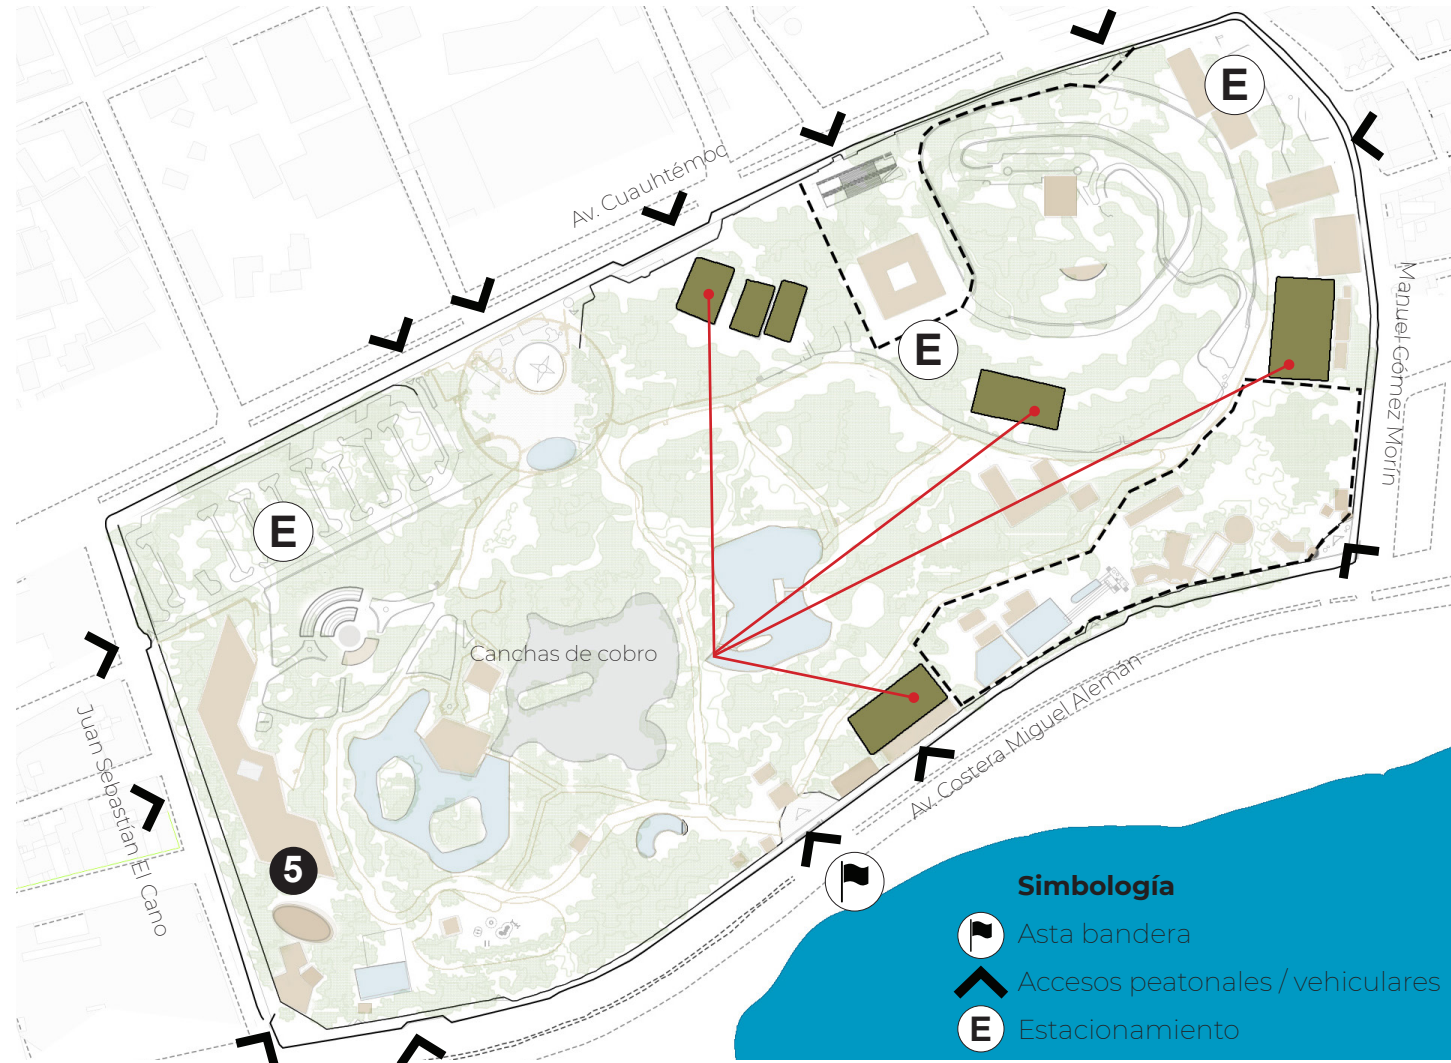 E
Av. Cuauhtémoc
Manuel Gómez Morín
E
E
Canchas de cobro
Juan Sebastían El Cano
Av. Costera Miguel Alemán
5
Simbología
Asta bandera
Accesos peatonales / vehiculares
E Estacionamiento